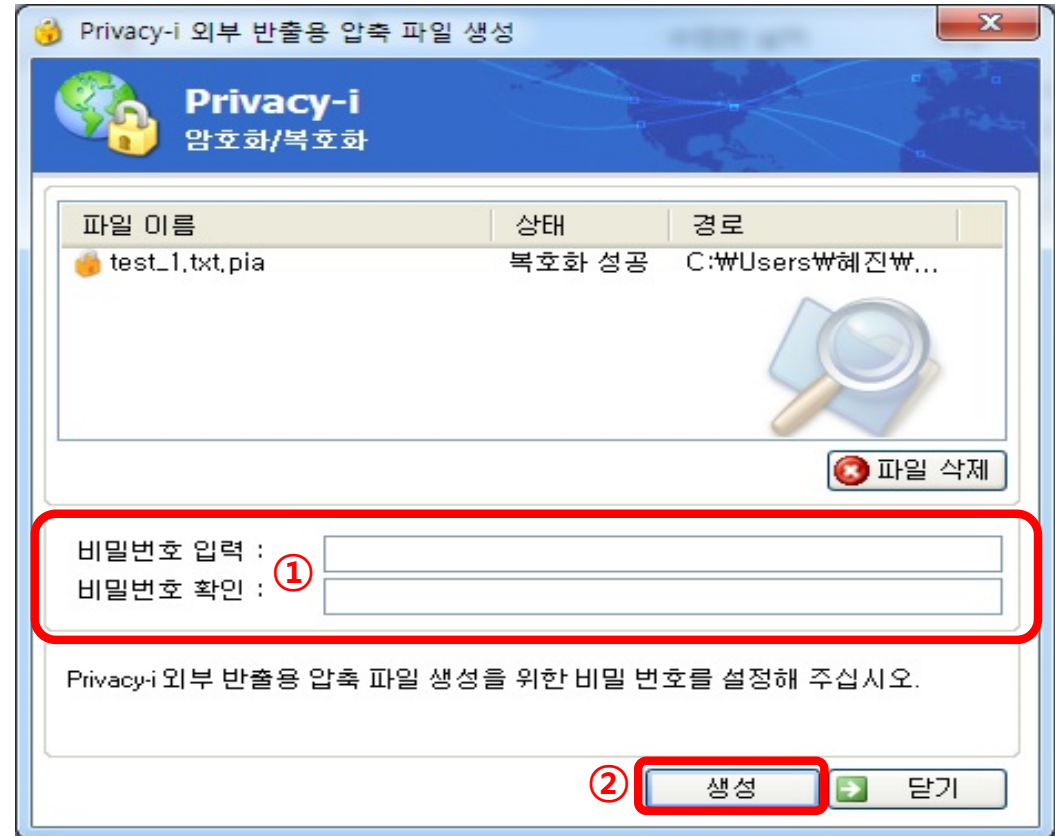 Privacy-i 외부 반출용 압축 파일 생성
Privacy-i
암호화/복호화
파일 이름 상태 경로
test_1.txt.pia 복호화 성공 C:₩Users₩혜진₩...
파일 삭제
비밀번호 입력 :
①
비밀번호 확인 :
Privacy-i 외부 반출용 압축 파일 생성을 위한 비밀 번호를 설정해 주십시오.
② 생성 닫기